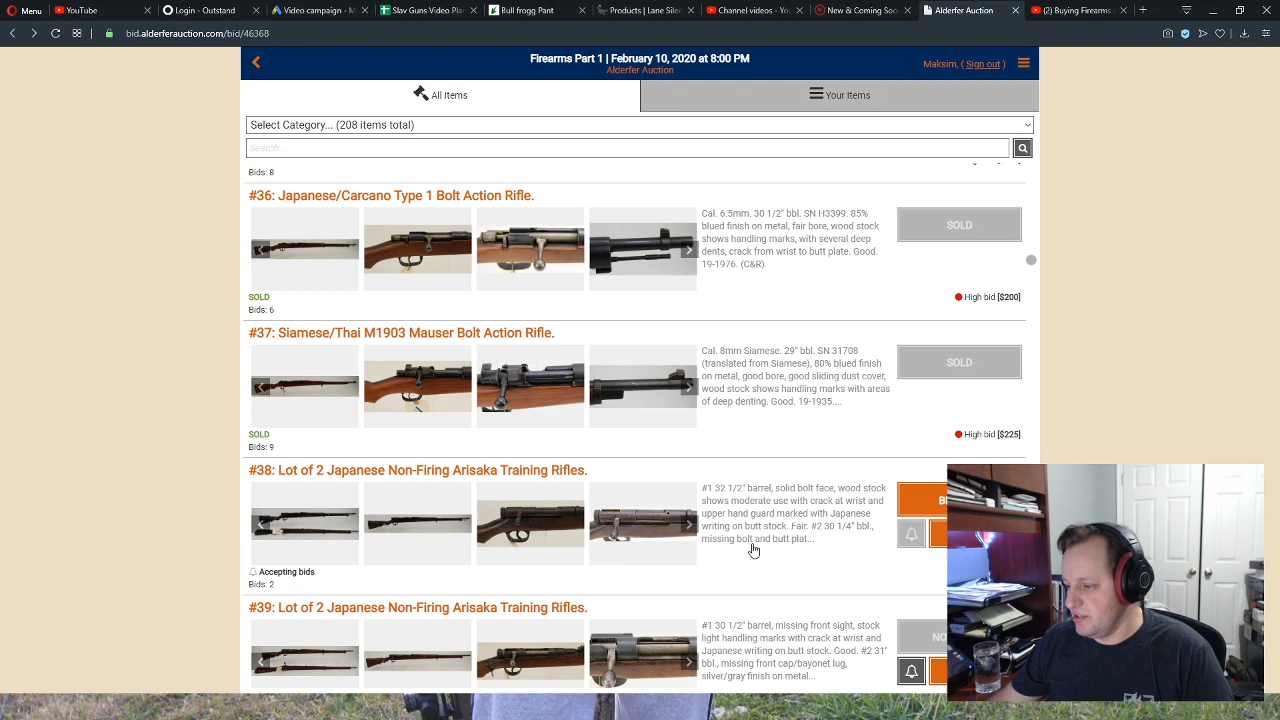 Menu
YouTube
Login - Outstand
Video campaign - M
Slav Guns Video Plan
Bull frogg Pant
Products | Lane Silen
Channel videos - Yo
New & Coming Soo
Alderfer Auction
(2) Buying Firearms
bid.alderferauction.com/bid/46368
Firearms Part 1 | February 10, 2020 at 8:00 PM
Alderfer Auction
Maksim, ( Sign out )
All Items
Your Items
Select Category... (208 items total)
Search...
Bids: 8
#36: Japanese/Carcano Type 1 Bolt Action Rifle.
Cal. 6.5mm. 30 1/2" bbl. SN H3399. 85%
blued finish on metal, fair bore, wood stock
shows handling marks, with several deep
dents, crack from wrist to butt plate. Good.
19-1976. (C&R).
SOLD
SOLD
Bids: 6
High bid [$200]
#37: Siamese/Thai M1903 Mauser Bolt Action Rifle.
Cal. 8mm Siamese. 29" bbl. SN 31708
(translated from Siamese), 80% blued finish
on metal, good bore, good sliding dust cover,
wood stock shows handling marks with areas
of deep denting. Good. 19-1935....
SOLD
SOLD
Bids: 9
High bid [$225]
#38: Lot of 2 Japanese Non-Firing Arisaka Training Rifles.
#1 32 1/2" barrel, solid bolt face, wood stock
shows moderate use with crack at wrist and
upper hand guard marked with Japanese
writing on butt stock. Fair. #2 30 1/4" bbl.,
missing bolt and butt plat...
B
Accepting bids
Bids: 2
#39: Lot of 2 Japanese Non-Firing Arisaka Training Rifles.
#1 30 1/2" barrel, missing front sight, stock
light handling marks with crack at wrist and
Japanese writing on butt stock. Good. #2 31"
bbl., missing front cap/bayonet lug,
silver/gray finish on metal...
NO